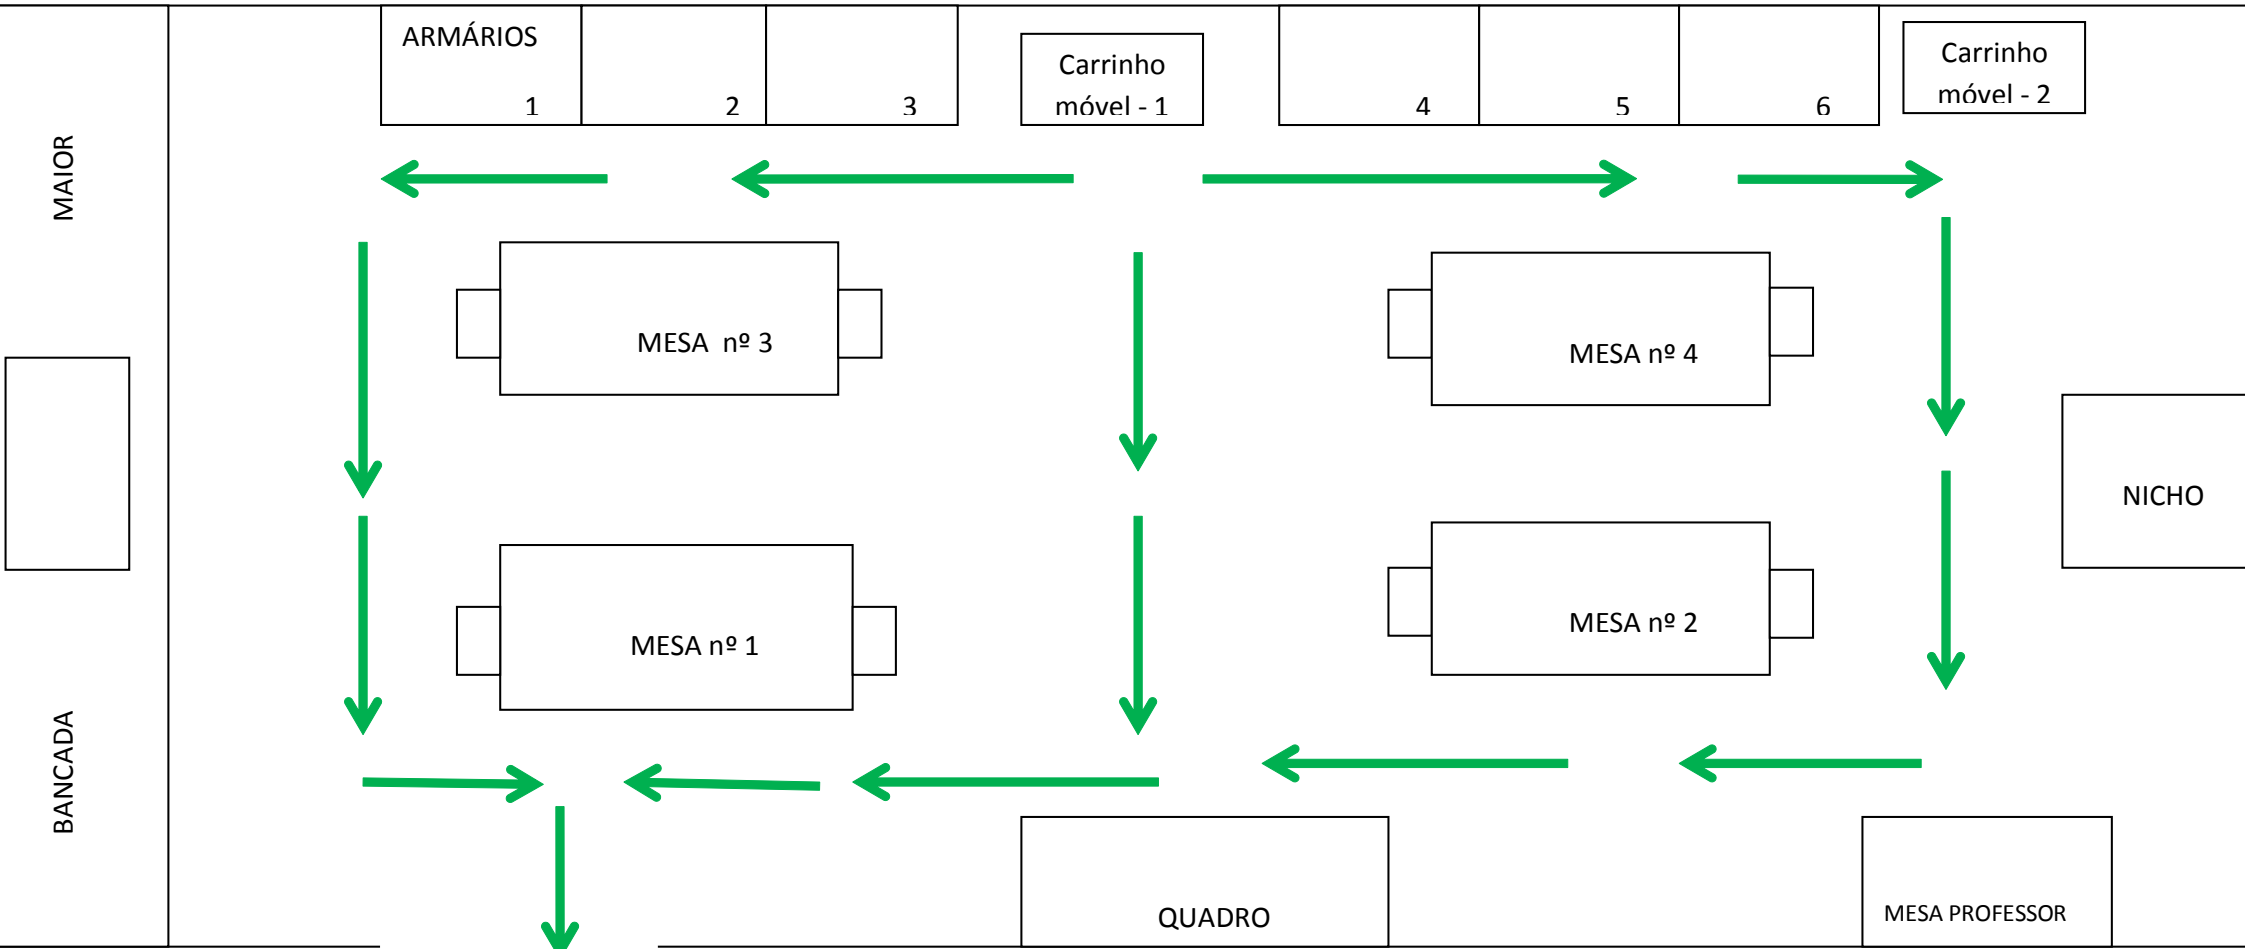 ARMÁRIOS
1
2
3
Carrinho
móvel - 1
4
5
6
Carrinho
móvel - 2
MAIOR
MESA nº 3
MESA nº 4
NICHO
MESA nº 1
MESA nº 2
BANCADA
QUADRO
MESA PROFESSOR